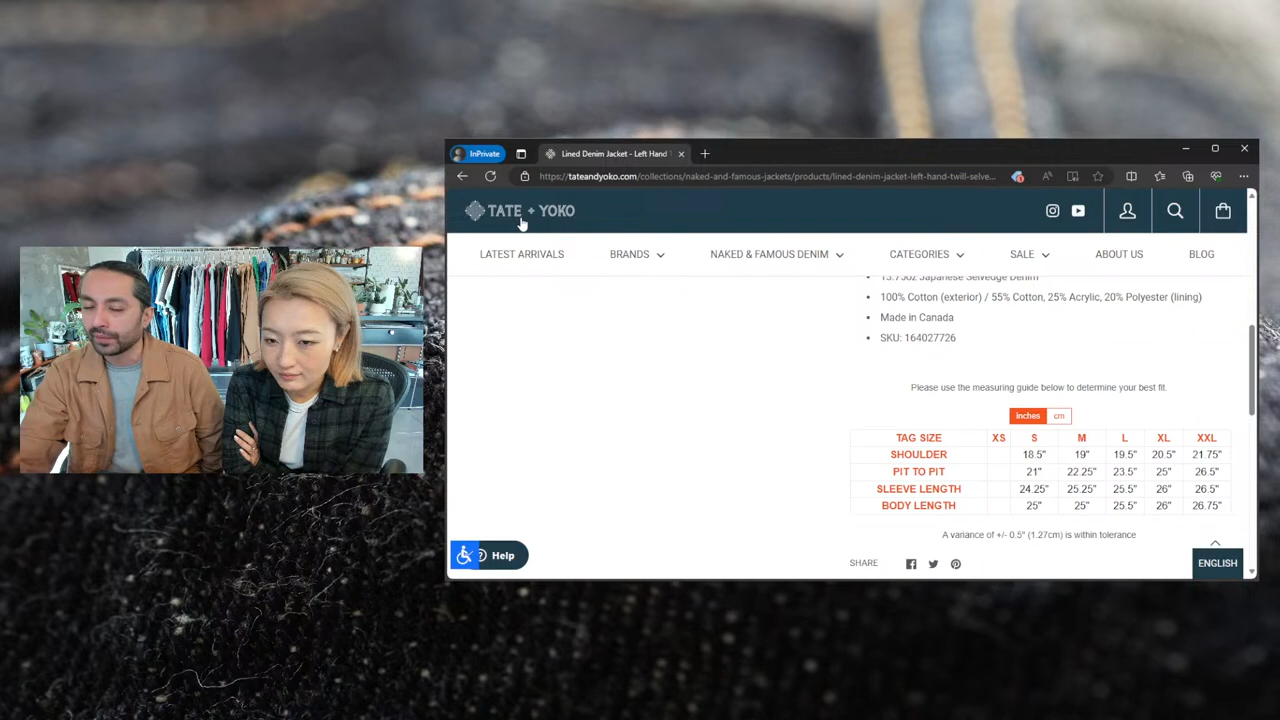 InPrivate
Lined Denim Jacket - Left Hand
https://tateandyoko.com/collections/naked-and-famous-jackets/products/lined-denim-jacket-left-hand-twill-selve...
TATE + YOKO
LATEST ARRIVALS BRANDS NAKED & FAMOUS DENIM CATEGORIES SALE ABOUT US BLOG
13.75oz Japanese Selvedge Denim
100% Cotton (exterior) / 55% Cotton, 25% Acrylic, 20% Polyester (lining)
Made in Canada
SKU: 164027726
Please use the measuring guide below to determine your best fit.
inches cm
TAG SIZE XS S M L XL XXL
SHOULDER 18.5" 19" 19.5" 20.5" 21.75"
PIT TO PIT 21" 22.25" 23.5" 25" 26.5"
SLEEVE LENGTH 24.25" 25.25" 25.5" 26" 26.5"
BODY LENGTH 25" 25" 25.5" 26" 26.75"
A variance of +/- 0.5" (1.27cm) is within tolerance
Help
SHARE
ENGLISH